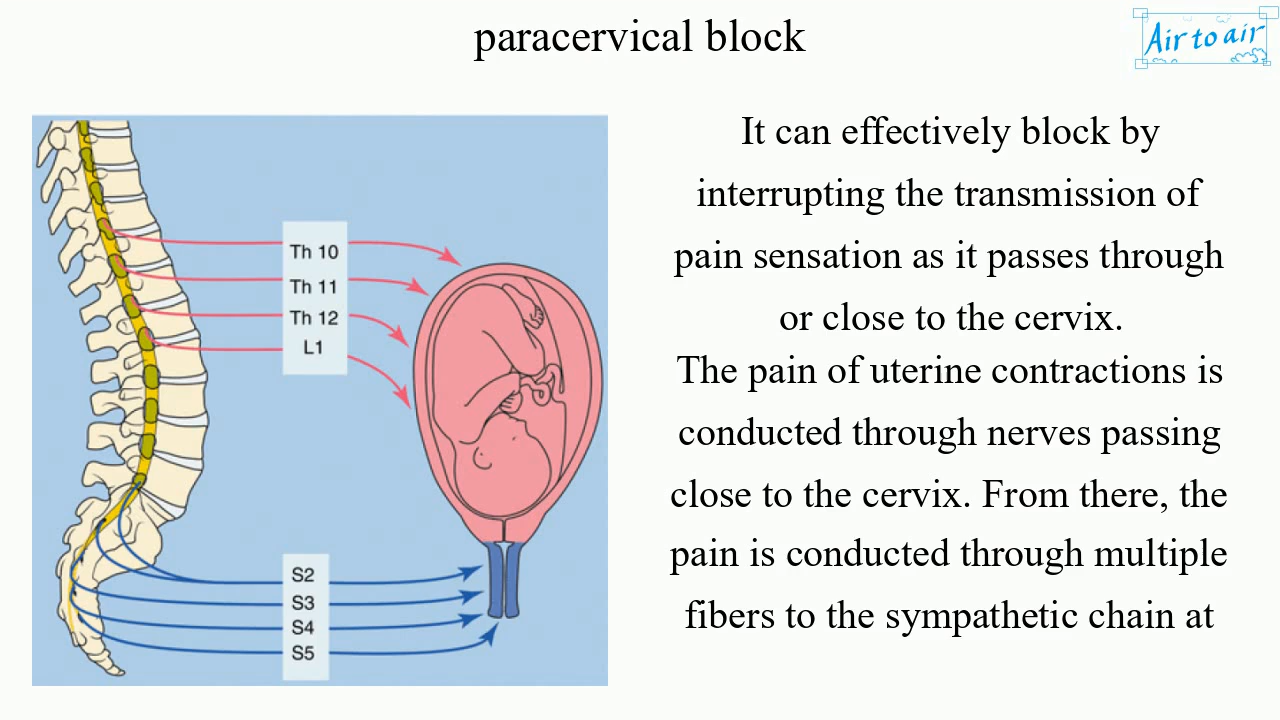 paracervical block
Air to air
Th 10
Th 11
Th 12
L1
S2
S3
S4
S5
It can effectively block by
interrupting the transmission of
pain sensation as it passes through
or close to the cervix.
The pain of uterine contractions is
conducted through nerves passing
close to the cervix. From there, the
pain is conducted through multiple
fibers to the sympathetic chain at